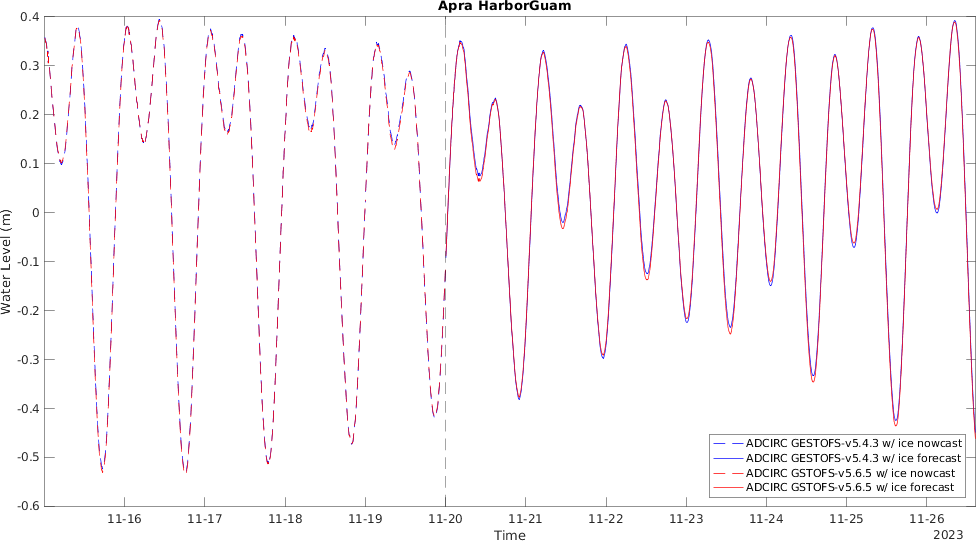 Apra HarborGuam
0.4
0.3
0.2
0.1
0
-0.1
-0.2
-0.3
-0.4
-0.5
-0.6
Water Level (m)
11-16 11-17 11-18 11-19 11-20 11-21 11-22 11-23 11-24 11-25 11-26
Time
2023
ADCIRC GESTOFS-v5.4.3 w/ ice nowcast
ADCIRC GESTOFS-v5.4.3 w/ ice forecast
ADCIRC GSTOFS-v5.6.5 w/ ice nowcast
ADCIRC GSTOFS-v5.6.5 w/ ice forecast